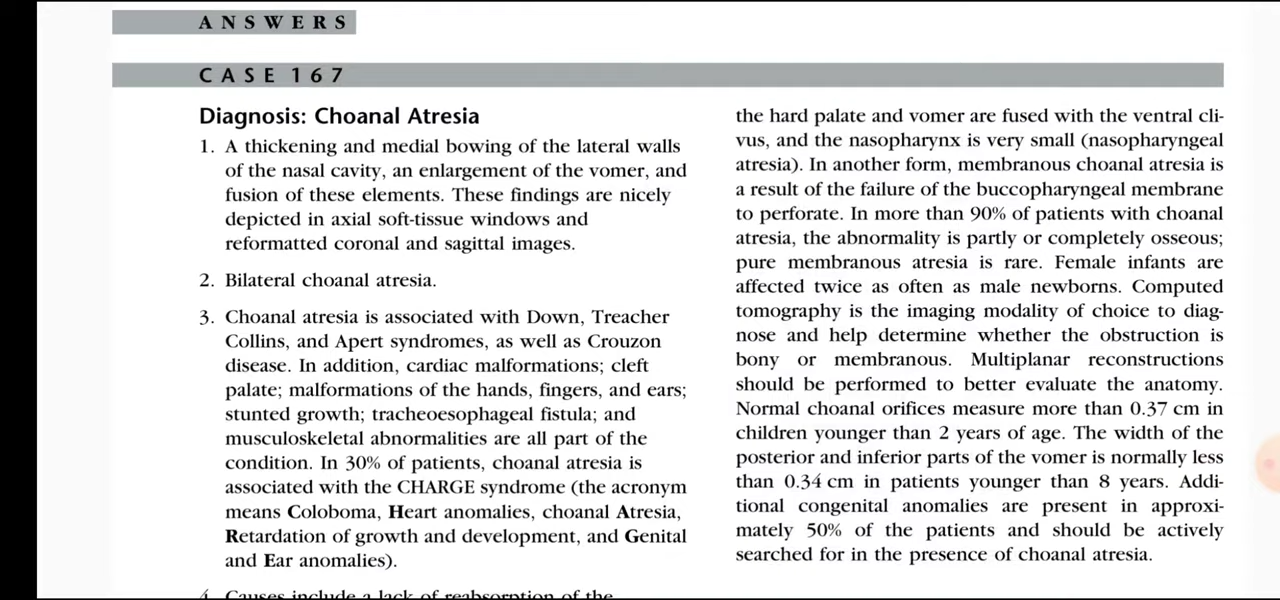 ANSWERS
CASE 167
Diagnosis: Choanal Atresia
1. A thickening and medial bowing of the lateral walls
of the nasal cavity, an enlargement of the vomer, and
fusion of these elements. These findings are nicely
depicted in axial soft-tissue windows and
reformatted coronal and sagittal images.
2. Bilateral choanal atresia.
3. Choanal atresia is associated with Down, Treacher
Collins, and Apert syndromes, as well as Crouzon
disease. In addition, cardiac malformations; cleft
palate; malformations of the hands, fingers, and ears;
stunted growth; tracheoesophageal fistula; and
musculoskeletal abnormalities are all part of the
condition. In 30% of patients, choanal atresia is
associated with the CHARGE syndrome (the acronym
means Coloboma, Heart anomalies, choanal Atresia,
Retardation of growth and development, and Genital
and Ear anomalies).
4. Causes include a lack of reabsorption of the
the hard palate and vomer are fused with the ventral cli-
vus, and the nasopharynx is very small (nasopharyngeal
atresia). In another form, membranous choanal atresia is
a result of the failure of the buccopharyngeal membrane
to perforate. In more than 90% of patients with choanal
atresia, the abnormality is partly or completely osseous;
pure membranous atresia is rare. Female infants are
affected twice as often as male newborns. Computed
tomography is the imaging modality of choice to diag-
nose and help determine whether the obstruction is
bony or membranous. Multiplanar reconstructions
should be performed to better evaluate the anatomy.
Normal choanal orifices measure more than 0.37 cm in
children younger than 2 years of age. The width of the
posterior and inferior parts of the vomer is normally less
than 0.34 cm in patients younger than 8 years. Addi-
tional congenital anomalies are present in approxi-
mately 50% of the patients and should be actively
searched for in the presence of choanal atresia.